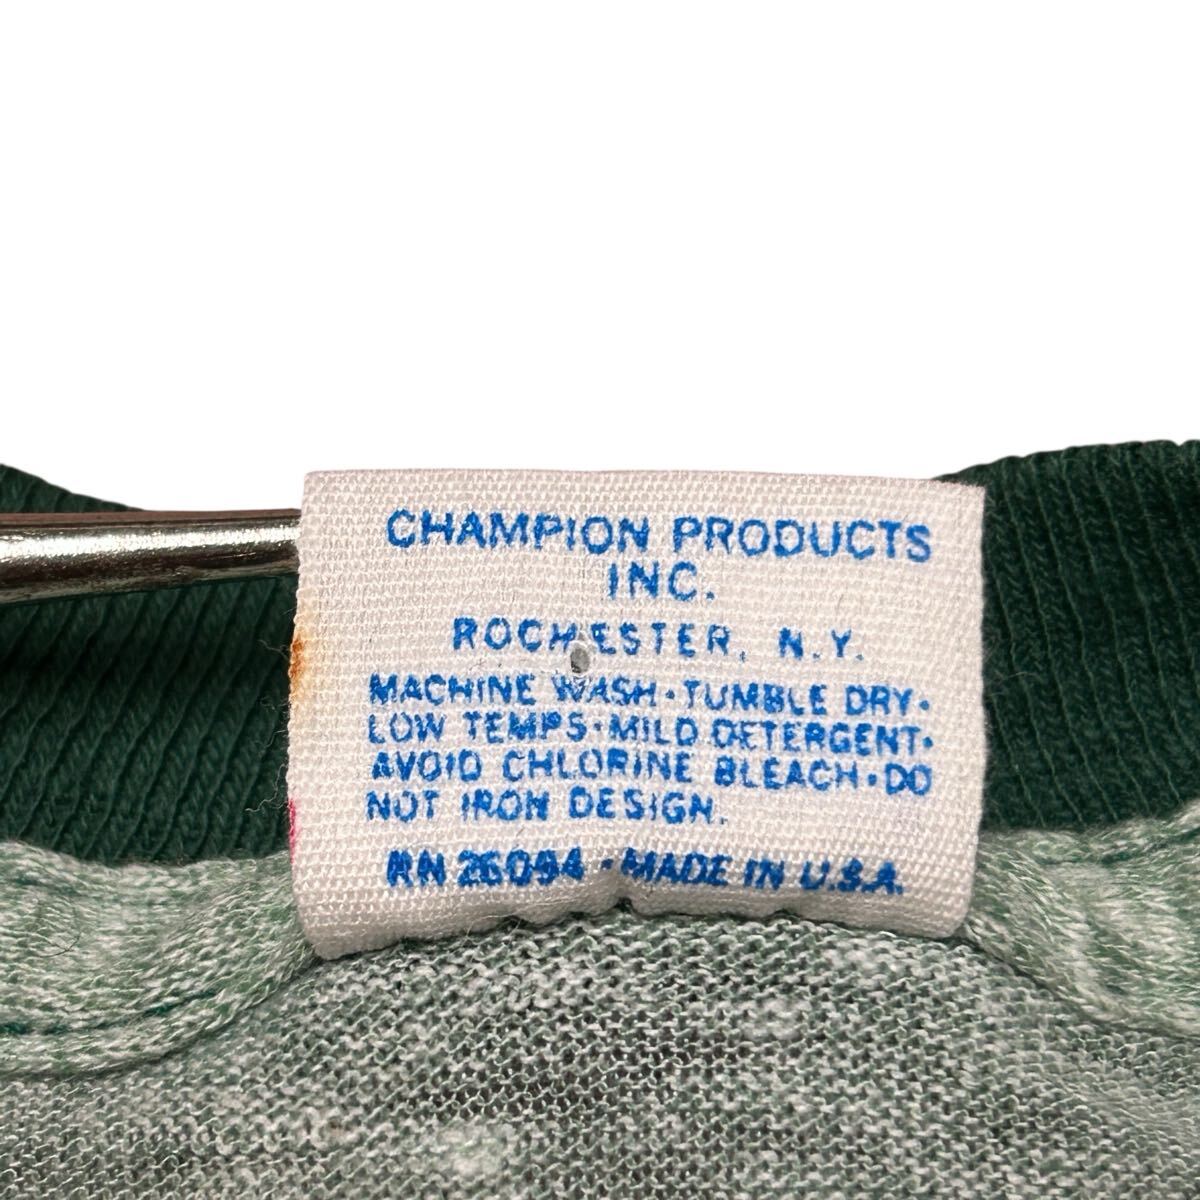 CHAMPION PRODUCTS
INC.
ROCHESTER, N.Y.
MACHINE WASH·TUMBLE DRY·
LOW TEMPS·MILD DETERGENT·
AVOID CHLORINE BLEACH·DO
NOT IRON DESIGN.
RN 26094 · MADE IN U.S.A.